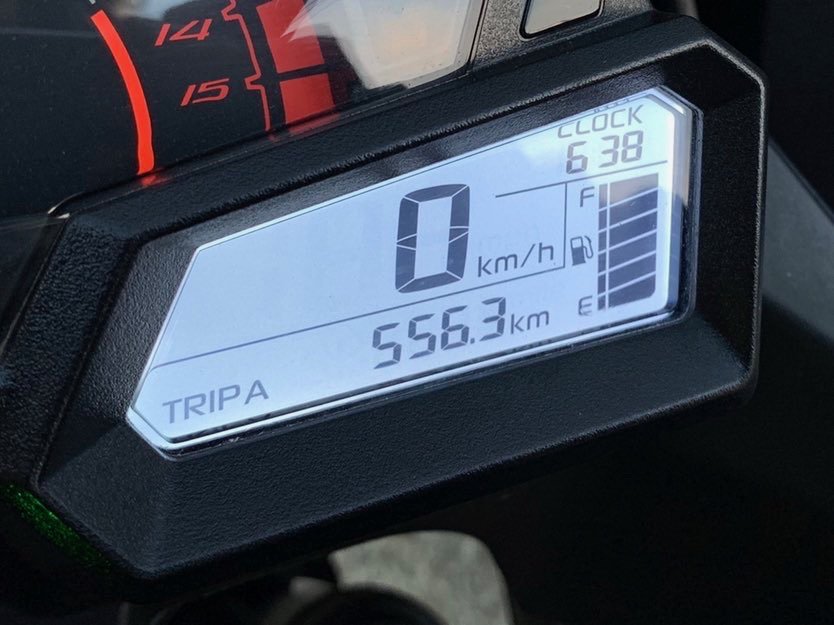 14
15
CLOCK
6 38
0 km/h
F
E
556.3 km
TRIP A